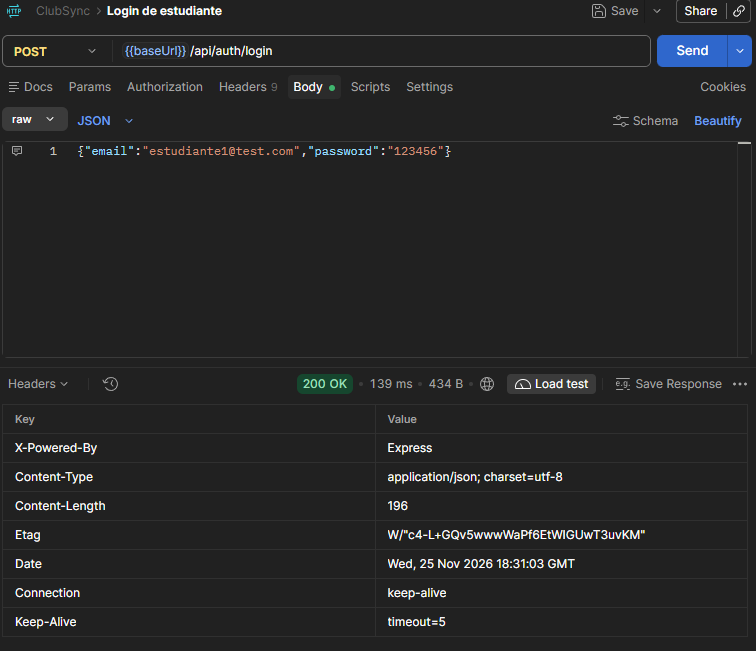 HTTP ClubSync > Login de estudiante Save Share
POST {{baseUrl}} /api/auth/login Send
Docs Params Authorization Headers 9 Body Scripts Settings Cookies
raw JSON Schema Beautify
1 {"email":"estudiante1@test.com","password":"123456"}
Headers 200 OK • 139 ms • 434 B • Load test e.g. Save Response
Key Value
X-Powered-By Express
Content-Type application/json; charset=utf-8
Content-Length 196
Etag W/"c4-L+GQv5wwwWaPf6EtWIGUwT3uvKM"
Date Wed, 25 Nov 2026 18:31:03 GMT
Connection keep-alive
Keep-Alive timeout=5